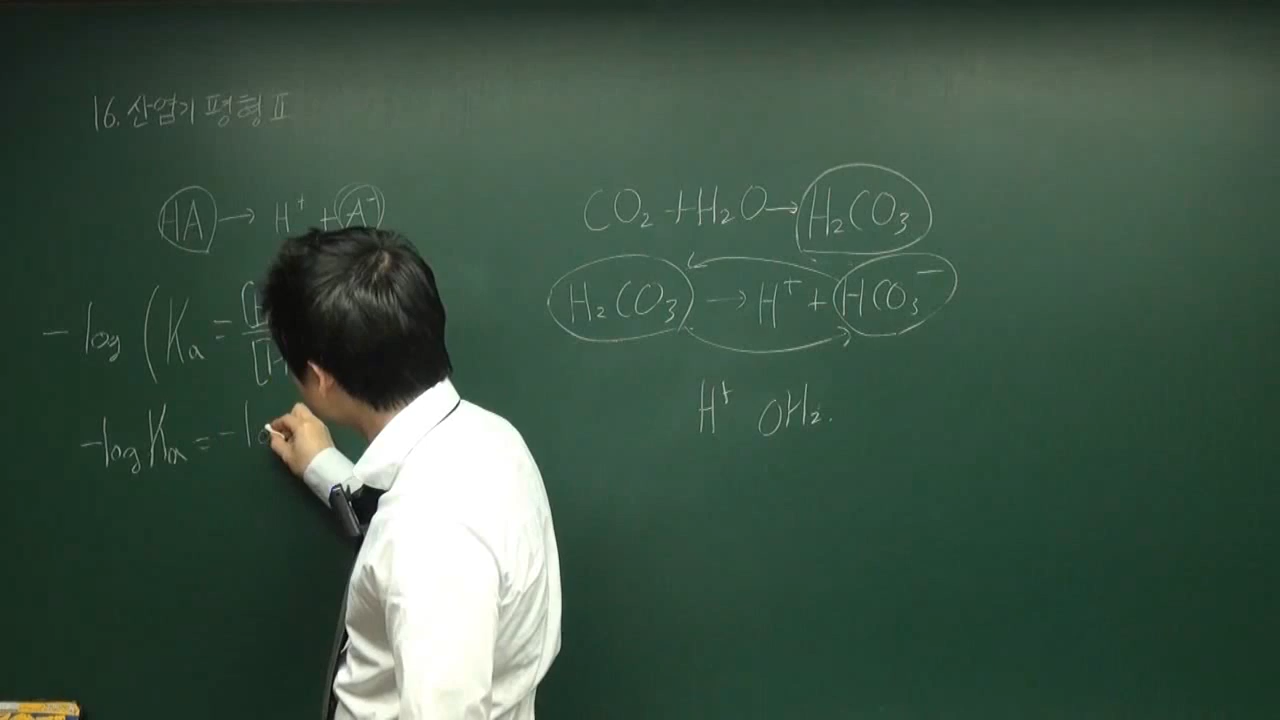 16. 산염기 평형 Ⅱ
HA → H⁺ + A⁻
- log ( Ka = [
[H
-log Ka = - lo
CO₂ + H₂O → H₂CO₃
H₂CO₃ → H⁺ + HCO₃⁻
H⁺ OH₂.